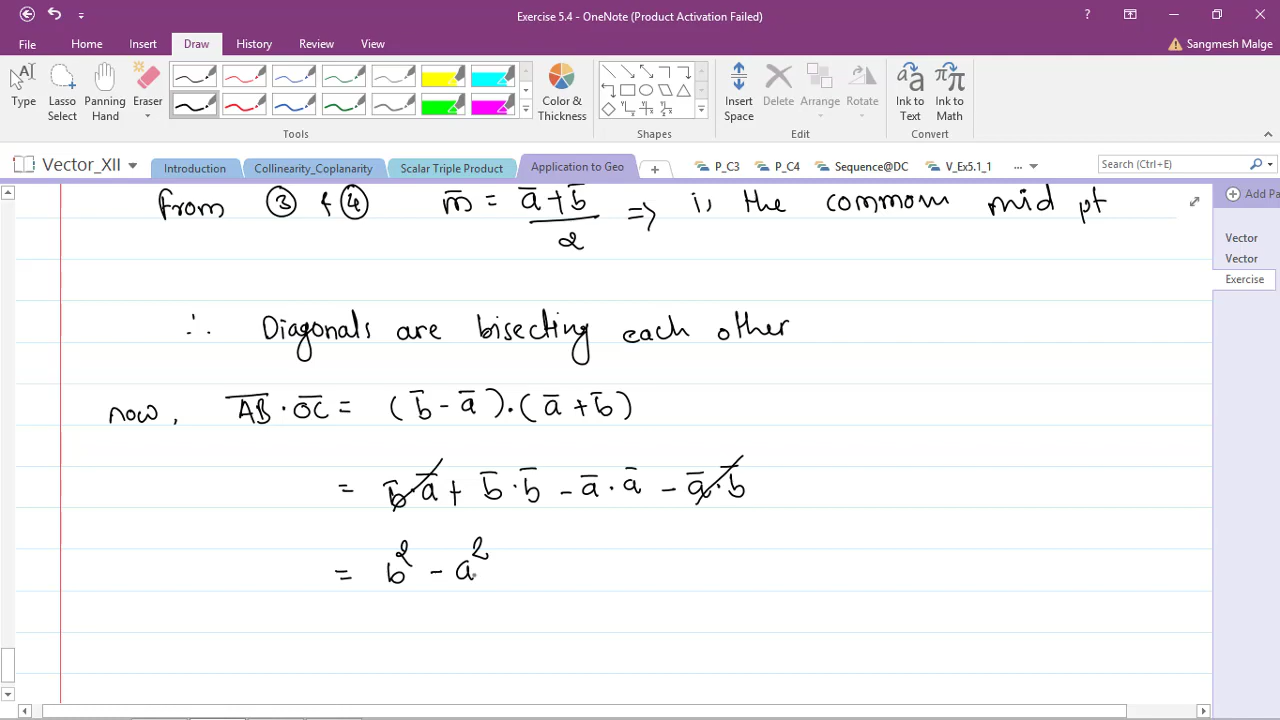 Exercise 5.4 - OneNote (Product Activation Failed)
?
File Home Insert Draw History Review View Sangmesh Malge
Type Lasso Select Panning Hand Eraser Color & Thickness Insert Space Delete Arrange Rotate Ink to Text Ink to Math
Tools Shapes Edit Convert
Vector_XII Introduction Collinearity_Coplanarity Scalar Triple Product Application to Geo + P_C3 P_C4 Sequence@DC V_Ex5.1_1 ... Search (Ctrl+E)
Add Pa
Vector
Vector
Exercise
from ③ & ④ m̅ = (a̅ + b̅)/2 => is the common mid pt
∴ Diagonals are bisecting each other
now, A̅B̅ · O̅C̅ = (b̅ - a̅)·(a̅ + b̅)
= b̅·a̅ + b̅·b̅ - a̅·a̅ - a̅·b̅
= b² - a²